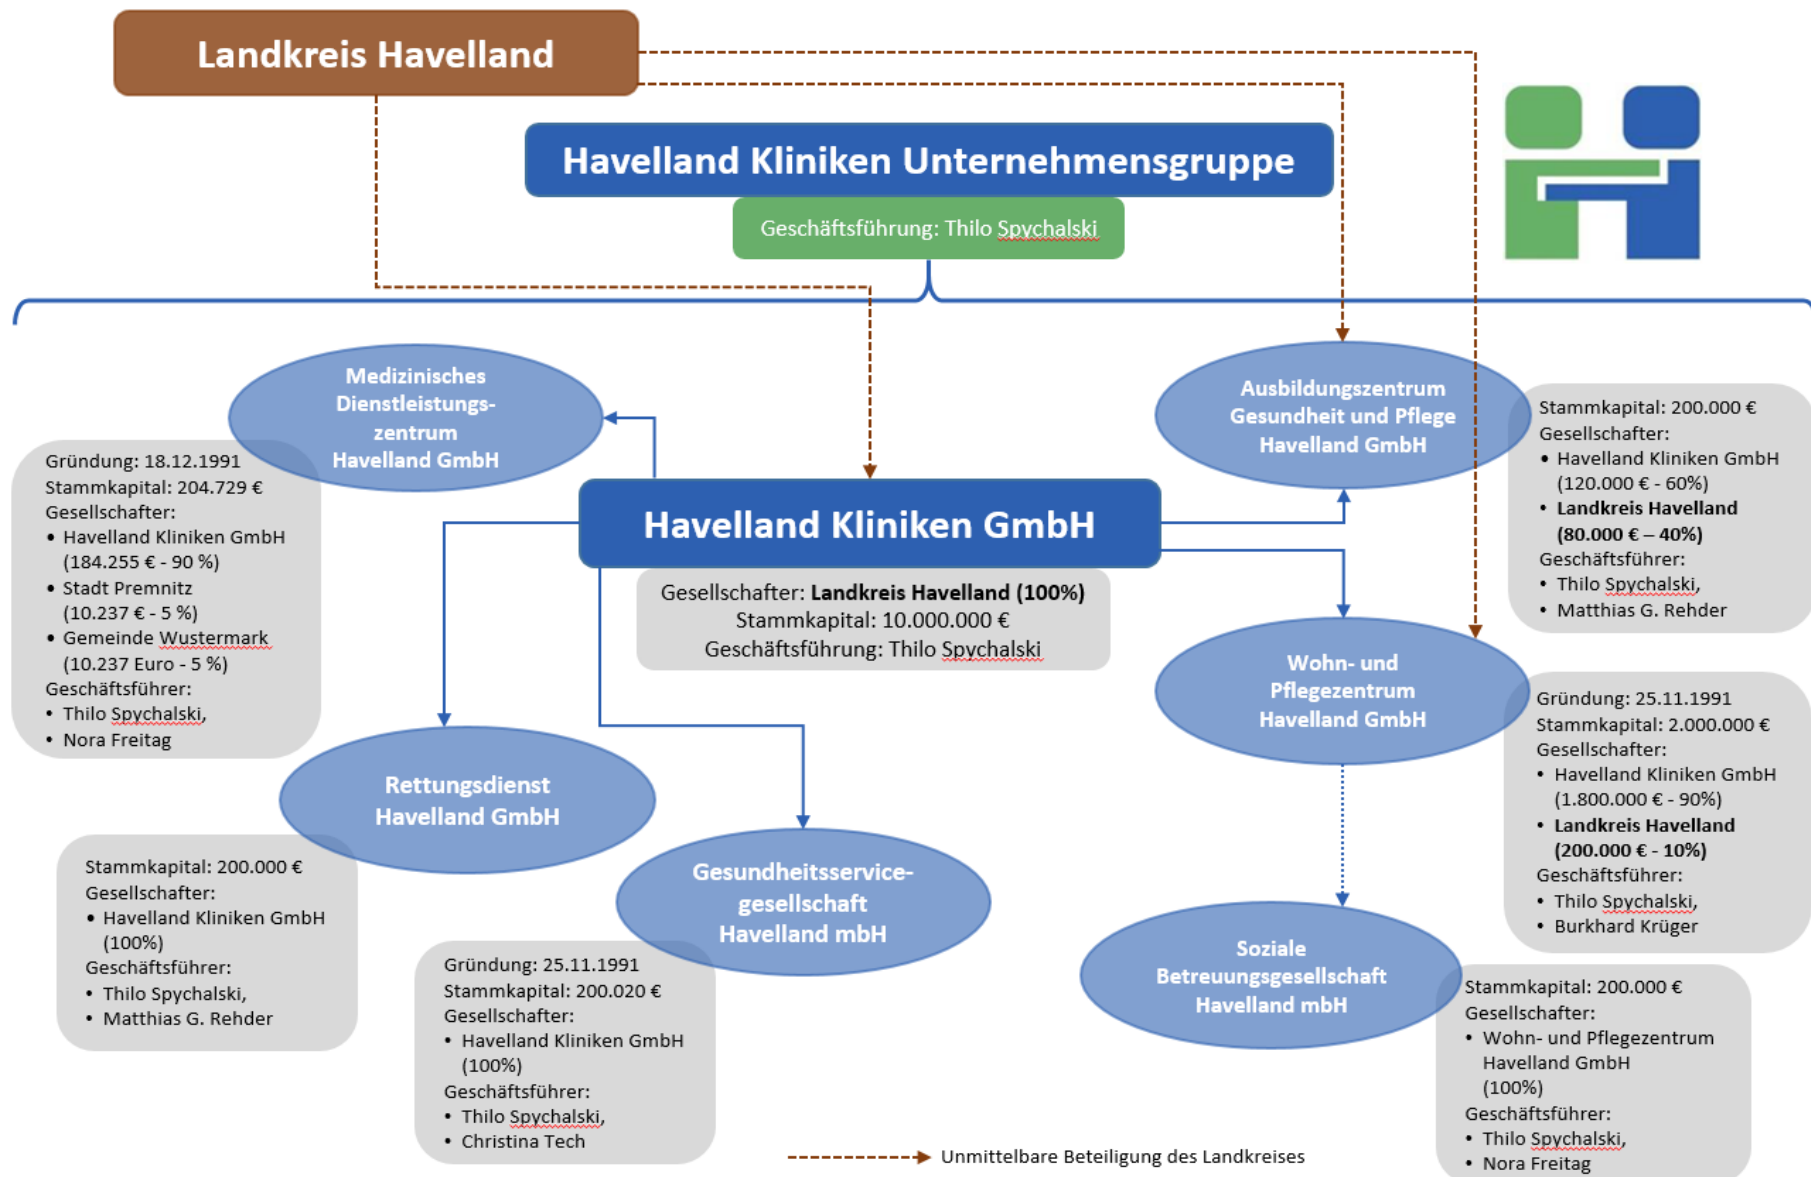 Landkreis Havelland
Havelland Kliniken Unternehmensgruppe
Geschäftsführung: Thilo Spychalski
Medizinisches
Dienstleistungs-
zentrum
Havelland GmbH
Gründung: 18.12.1991
Stammkapital: 204.729 €
Gesellschafter:
• Havelland Kliniken GmbH
(184.255 € - 90 %)
• Stadt Premnitz
(10.237 € - 5 %)
• Gemeinde Wustermark
(10.237 Euro - 5 %)
Geschäftsführer:
• Thilo Spychalski,
• Nora Freitag
Havelland Kliniken GmbH
Gesellschafter: Landkreis Havelland (100%)
Stammkapital: 10.000.000 €
Geschäftsführung: Thilo Spychalski
Ausbildungszentrum
Gesundheit und Pflege
Havelland GmbH
Stammkapital: 200.000 €
Gesellschafter:
• Havelland Kliniken GmbH
(120.000 € - 60%)
• Landkreis Havelland
(80.000 € – 40%)
Geschäftsführer:
• Thilo Spychalski,
• Matthias G. Rehder
Wohn- und
Pflegezentrum
Havelland GmbH
Gründung: 25.11.1991
Stammkapital: 2.000.000 €
Gesellschafter:
• Havelland Kliniken GmbH
(1.800.000 € - 90%)
• Landkreis Havelland
(200.000 € - 10%)
Geschäftsführer:
• Thilo Spychalski,
• Burkhard Krüger
Rettungsdienst
Havelland GmbH
Stammkapital: 200.000 €
Gesellschafter:
• Havelland Kliniken GmbH
(100%)
Geschäftsführer:
• Thilo Spychalski,
• Matthias G. Rehder
Gesundheitsservice-
gesellschaft
Havelland mbH
Gründung: 25.11.1991
Stammkapital: 200.020 €
Gesellschafter:
• Havelland Kliniken GmbH
(100%)
Geschäftsführer:
• Thilo Spychalski,
• Christina Tech
Soziale
Betreuungsgesellschaft
Havelland mbH
Stammkapital: 200.000 €
Gesellschafter:
• Wohn- und Pflegezentrum
Havelland GmbH
(100%)
Geschäftsführer:
• Thilo Spychalski,
• Nora Freitag
Unmittelbare Beteiligung des Landkreises